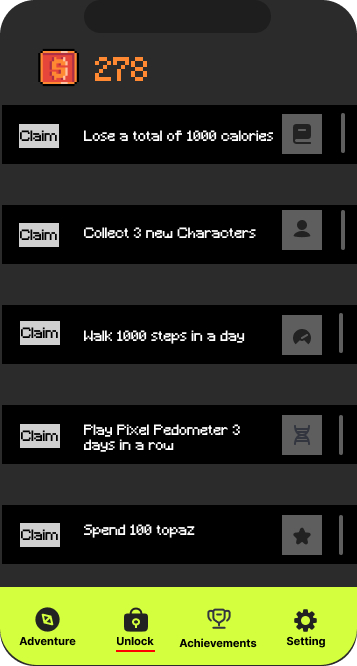 $ 278
Claim Lose a total of 1000 calories
Claim Collect 3 new Characters
Claim Walk 1000 steps in a day
Claim Play Pixel Pedometer 3
days in a row
Claim Spend 100 topaz
Adventure Unlock Achievements Setting